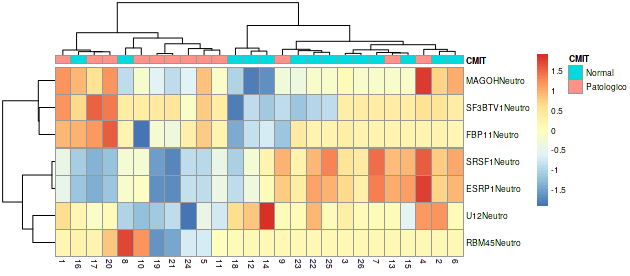 CMIT
CMIT
Normal
Patologico
MAGOHNeutro
SF3BTV1Neutro
FBP11Neutro
SRSF1Neutro
ESRP1Neutro
U12Neutro
RBM45Neutro
1.5
1
0.5
0
-0.5
-1
-1.5
1 16 17 20 8 10 19 21 24 5 11 18 12 14 9 23 22 25 3 26 7 13 15 4 2 6